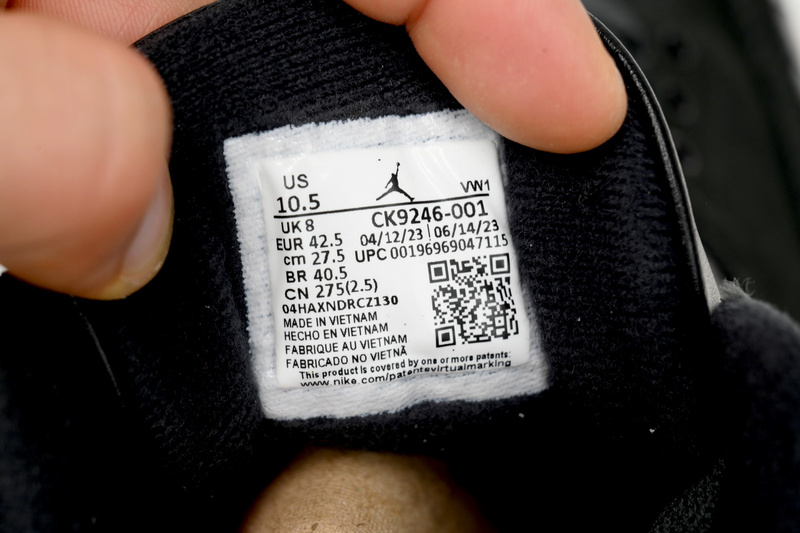 US
10.5
VW1
CK9246-001
UK 8
EUR 42.5
04/12/23 | 06/14/23
cm 27.5
UPC 00196969047115
BR 40.5
CN 275(2.5)
04HAXNDRCZ130
MADE IN VIETNAM
HECHO EN VIETNAM
FABRIQUE AU VIETNAM
FABRICADO NO VIETNÃ
This product is covered by one or more patents:
www.nike.com/patentsvirtualmarking